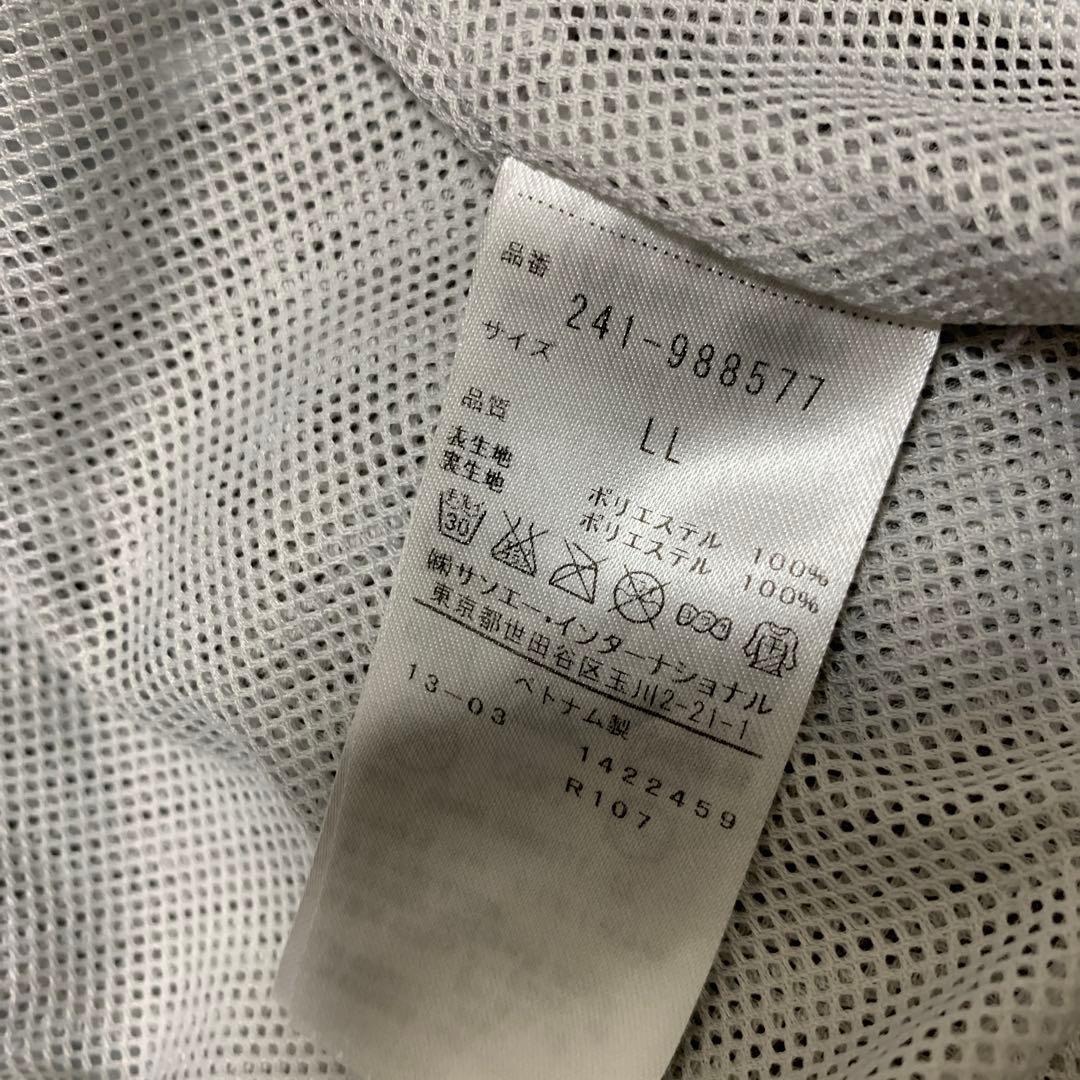 品番
241-988577
サイズ
LL
品質
表生地 ポリエステル 100%
裏生地 ポリエステル 100%
30
㈱サンエー・インターナショナル
東京都世田谷区玉川2-21-1
ベトナム製
13-03 1422459
R107